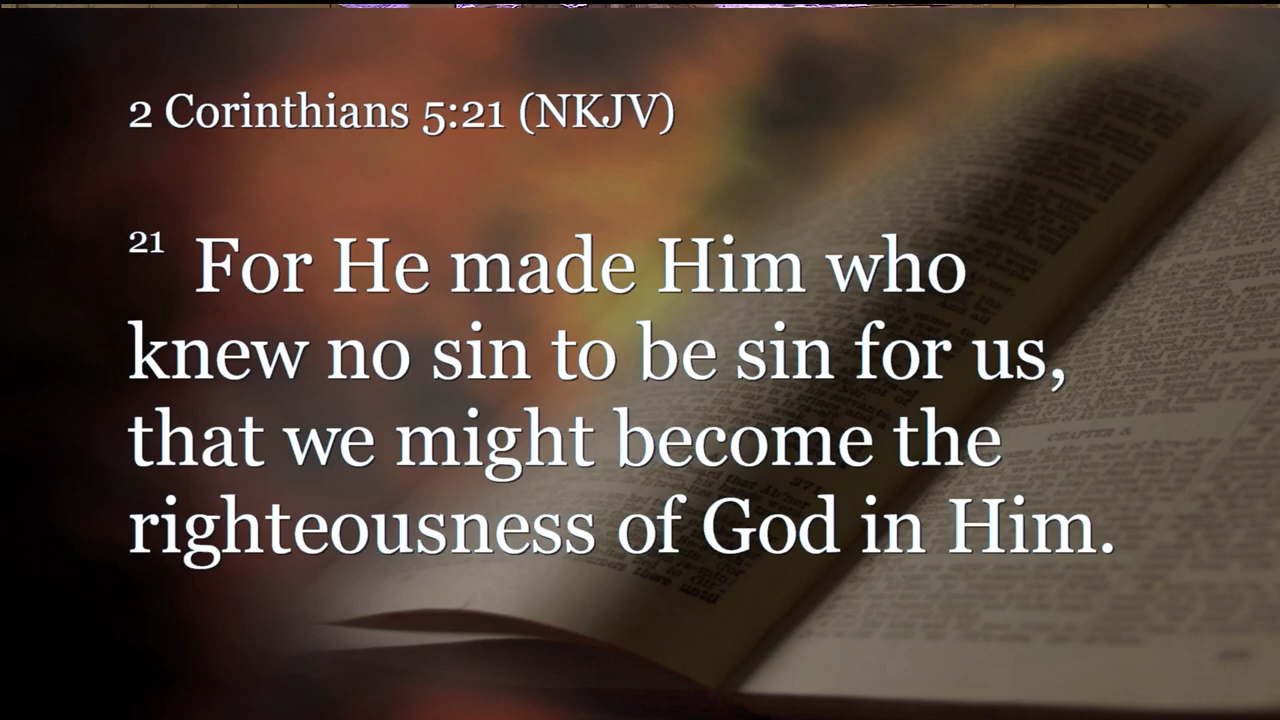 2 Corinthians 5:21 (NKJV)
21 For He made Him who
knew no sin to be sin for us,
that we might become the
righteousness of God in Him.
CHAPTER